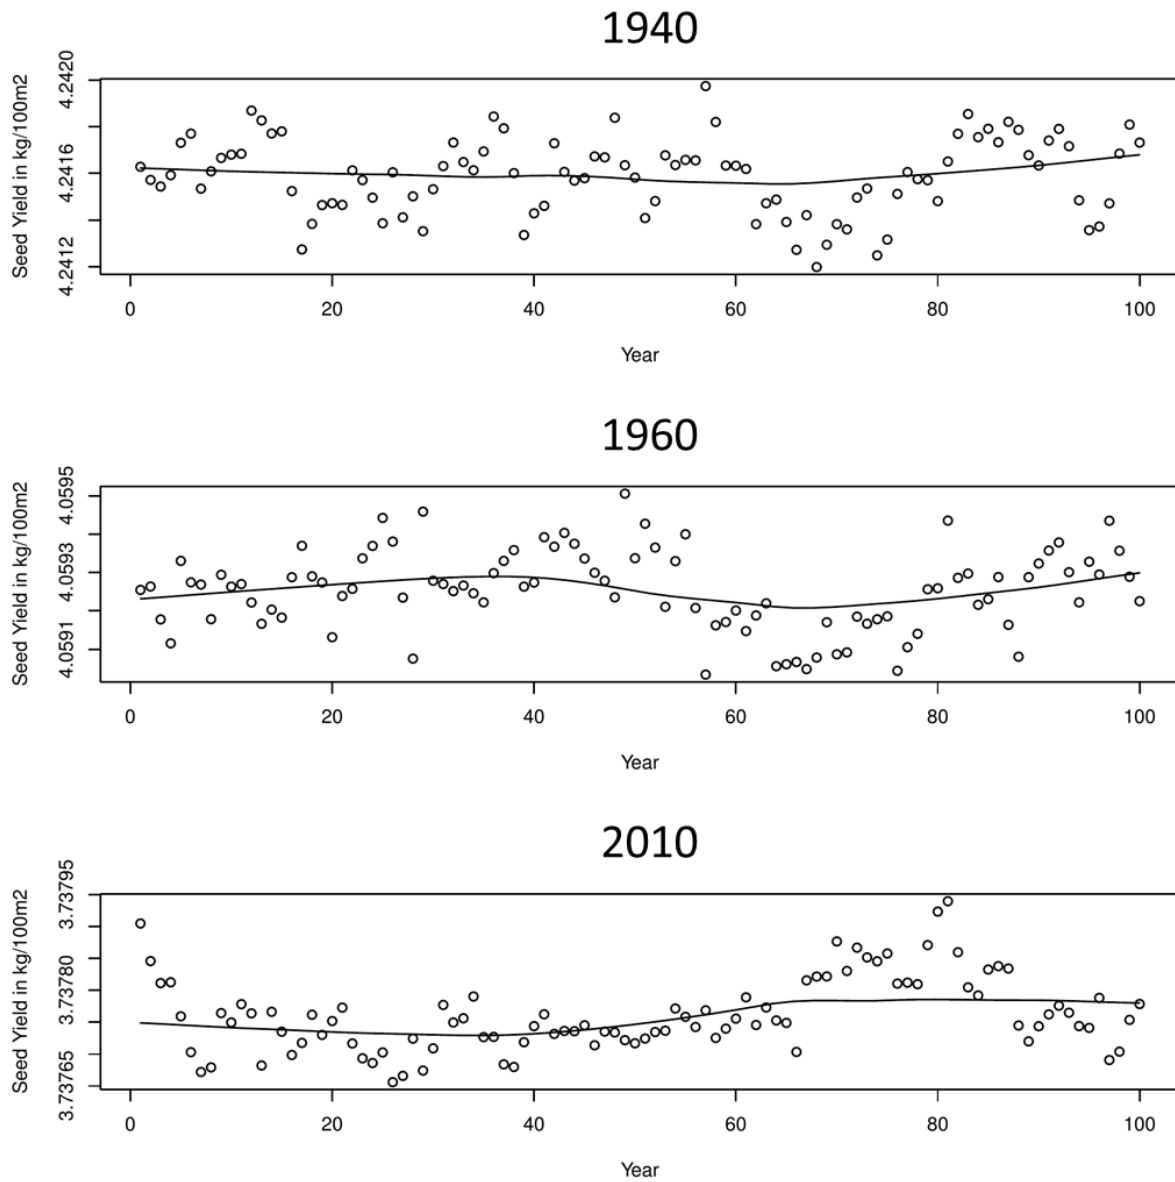 1940
Seed Yield in kg/100m2
4.2420
4.2416
4.2412
0 20 40 60 80 100
Year
1960
Seed Yield in kg/100m2
4.0595
4.0593
4.0591
0 20 40 60 80 100
Year
2010
Seed Yield in kg/100m2
3.73795
3.73780
3.73765
0 20 40 60 80 100
Year